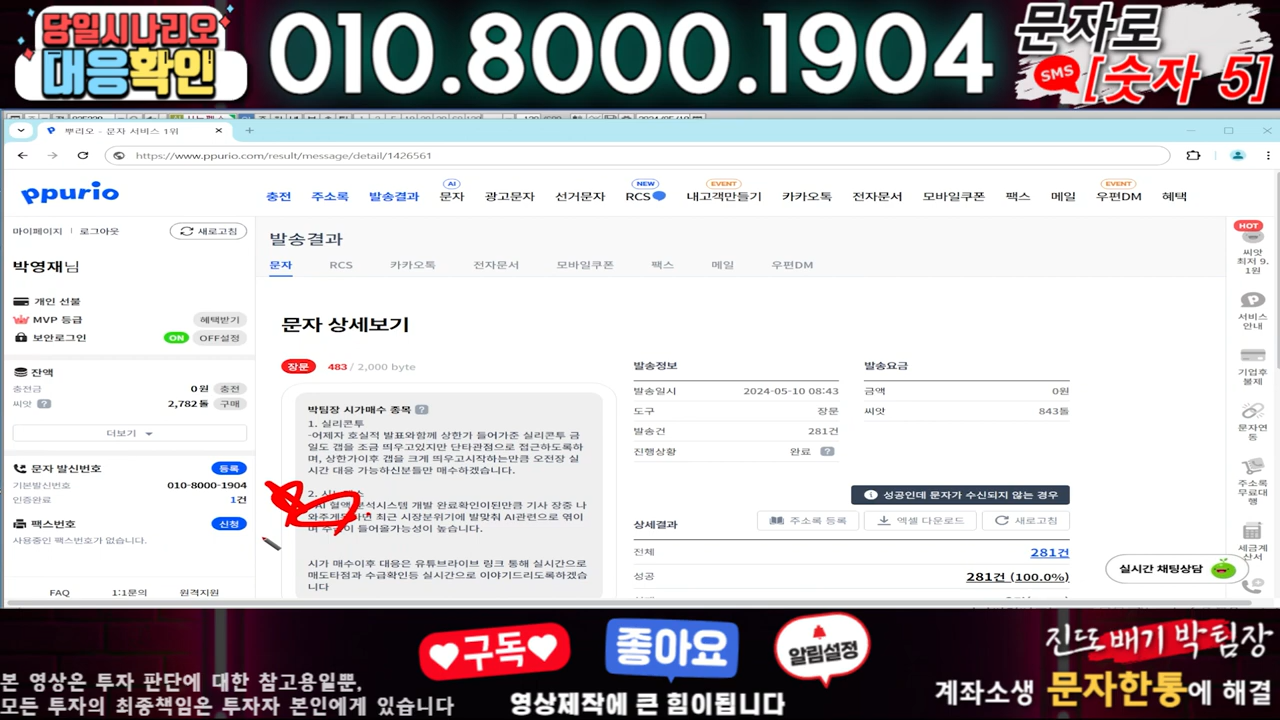 당일시나리오
대응확인
010.8000.1904
문자로
SMS
[숫자 5]
뿌리오 - 문자 서비스 1위
https://www.ppurio.com/result/message/detail/1426561
ppurio
충전
주소록
발송결과
AI
문자
광고문자
선거문자
NEW
RCS
EVENT
내고객만들기
카카오톡
전자문서
모바일쿠폰
팩스
메일
EVENT
우편DM
혜택
마이페이지 | 로그아웃
새로고침
박영재님
개인 선불
MVP 등급
혜택받기
보안로그인
ON
OFF설정
잔액
충전금
0원
충전
씨앗 ?
2,782톨
구매
더보기
문자 발신번호
등록
기본발신번호
010-8000-1904
인증완료
1건
팩스번호
신청
사용중인 팩스번호가 없습니다.
FAQ
1:1문의
원격지원
발송결과
문자
RCS
카카오톡
전자문서
모바일쿠폰
팩스
메일
우편DM
문자 상세보기
장문
483 / 2,000 byte
박팀장 시가매수 종목 ?
1. 실리콘투
-어제자 호실적 발표와함께 상한가 들어가준 실리콘투 금
일도 갭을 조금 띄우고있지만 단타관점으로 접근하도록하
며, 상한가이후 갭을 크게 띄우고시작하는만큼 오전장 실
시간 대응 가능하신분들만 매수하겠습니다.
2.
AI 혈액 분석시스템 개발 완료확인이된만큼 기사 장중 나
와주게 최근 시장분위기에 발맞춰 AI관련으로 엮이
며 들어올가능성이 높습니다.
시가 매수이후 대응은 유튜브라이브 링크 통해 실시간으로
매도타점과 수급확인등 실시간으로 이야기드리도록하겠습
니다
발송정보
발송일시
2024-05-10 08:43
도구
장문
발송건
281건
진행상황
완료 ?
발송요금
금액
0원
씨앗
843톨
성공인데 문자가 수신되지 않는 경우
상세결과
주소록 등록
엑셀 다운로드
새로고침
전체
281건
성공
281건 (100.0%)
HOT
씨앗
최저 9.
1원
서비스
안내
기업후
불제
문자연
동
주소록
무료대
행
세금계
산서
실시간 채팅상담
구독
좋아요
알림설정
영상제작에 큰 힘이됩니다
본 영상은 투자 판단에 대한 참고용일뿐,
모든 투자의 최종책임은 투자자 본인에게 있습니다
진또배기 박팀장
계좌소생 문자한통에 해결